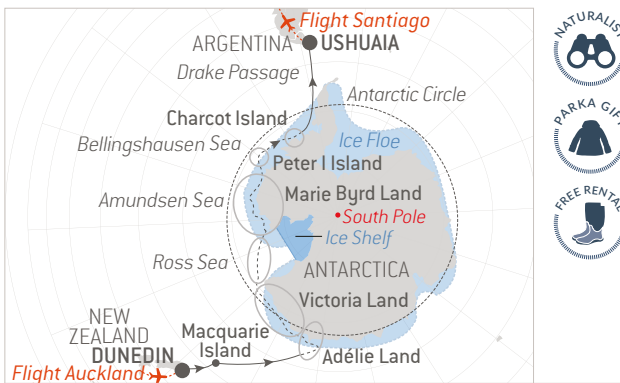 Flight Santiago
ARGENTINA
USHUAIA
Drake Passage
Antarctic Circle
Charcot Island
Bellingshausen Sea
Ice Floe
Peter I Island
Amundsen Sea
Marie Byrd Land
South Pole
Ice Shelf
Ross Sea
ANTARCTICA
Victoria Land
NEW
ZEALAND
Macquarie
Island
DUNEDIN
Adélie Land
Flight Auckland
NATURALIST
PARKA GIFT
FREE RENTAL